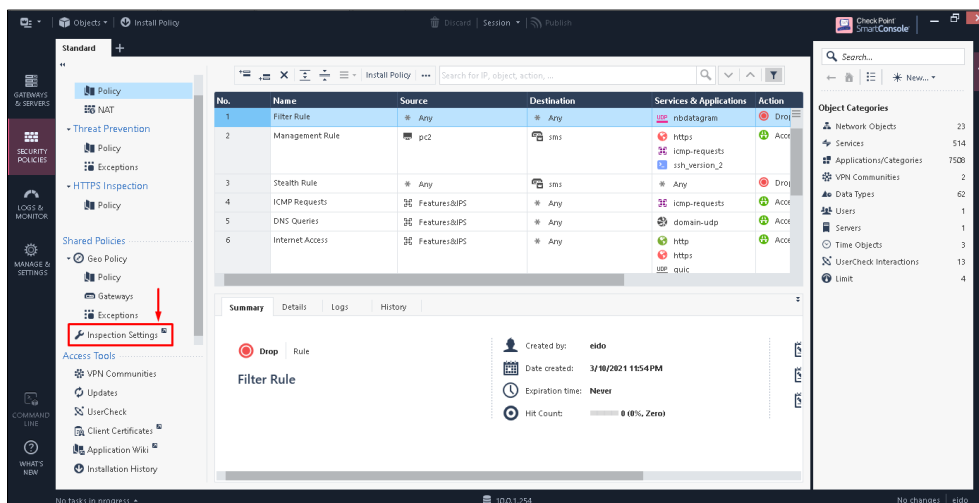 Objects
Install Policy
Discard
Session
Publish
Check Point
SmartConsole
Standard
GATEWAYS
& SERVERS
SECURITY
POLICIES
LOGS &
MONITOR
MANAGE &
SETTINGS
COMMAND
LINE
WHAT'S
NEW
Policy
NAT
Threat Prevention
Policy
Exceptions
HTTPS Inspection
Policy
Shared Policies
Geo Policy
Policy
Gateways
Exceptions
Inspection Settings
Access Tools
VPN Communities
Updates
UserCheck
Client Certificates
Application Wiki
Installation History
Install Policy
Search for IP, object, action, ...
No. Name Source Destination Services & Applications Action
1 Filter Rule * Any * Any UDP nbdatagram Drop
2 Management Rule pc2 sms https Acce
icmp-requests
ssh_version_2
3 Stealth Rule * Any sms * Any Drop
4 ICMP Requests Features&IPS * Any icmp-requests Acce
5 DNS Queries Features&IPS * Any domain-udp Acce
6 Internet Access Features&IPS * Any http Acce
https
UDP quic
Summary Details Logs History
Drop Rule
Filter Rule
Created by: eido
Date created: 3/18/2021 11:54 PM
Expiration time: Never
Hit Count: 0 (0%, Zero)
Search...
New...
Object Categories
Network Objects 23
Services 514
Applications/Categories 7508
VPN Communities 2
Data Types 62
Users 1
Servers 1
Time Objects 3
UserCheck Interactions 13
Limit 4
No tasks in progress
10.0.1.254
No changes
eido